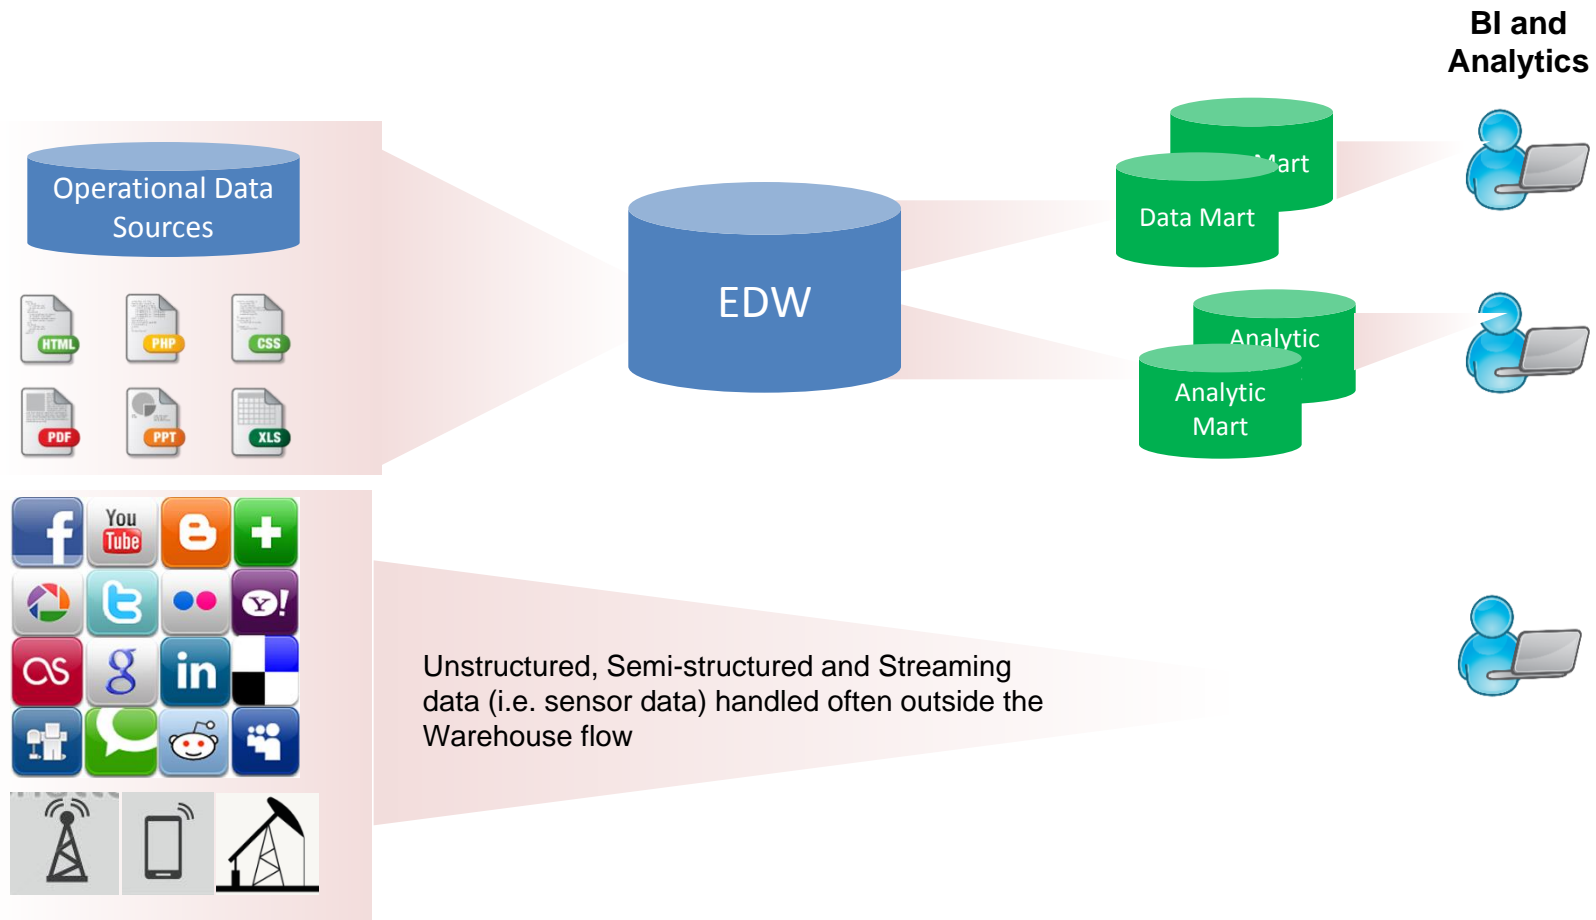 BI and
Analytics
Operational Data
Sources
HTML
PHP
CSS
PDF
PPT
XLS
EDW
Mart
Data Mart
Analytic
Analytic
Mart
You
Tube
Y!
in
Unstructured, Semi-structured and Streaming
data (i.e. sensor data) handled often outside the
Warehouse flow